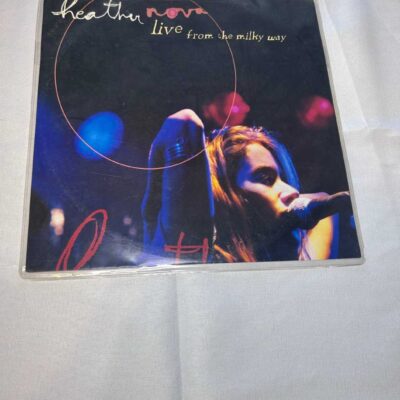 heather nova
live from the milky way